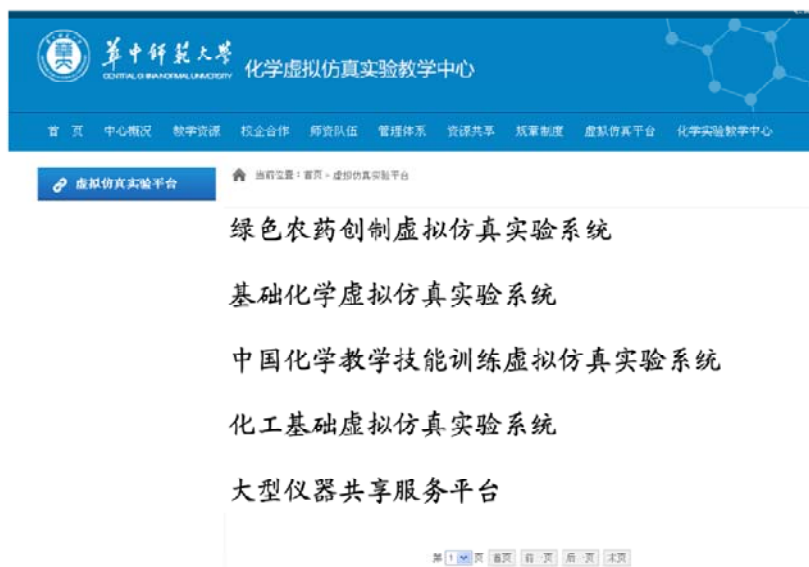 華中師範大學
CENTRAL CHINA NORMAL UNIVERSITY
化学虚拟仿真实验教学中心
首 页 中心概况 教学资源 校企合作 师资队伍 管理体系 资源共享 规章制度 虚拟仿真平台 化学实验教学中心
虚拟仿真实验平台
当前位置：首页 » 虚拟仿真实验平台
绿色农药创制虚拟仿真实验系统
基础化学虚拟仿真实验系统
中国化学教学技能训练虚拟仿真实验系统
化工基础虚拟仿真实验系统
大型仪器共享服务平台
第 1 页 首页 前一页 后一页 末页